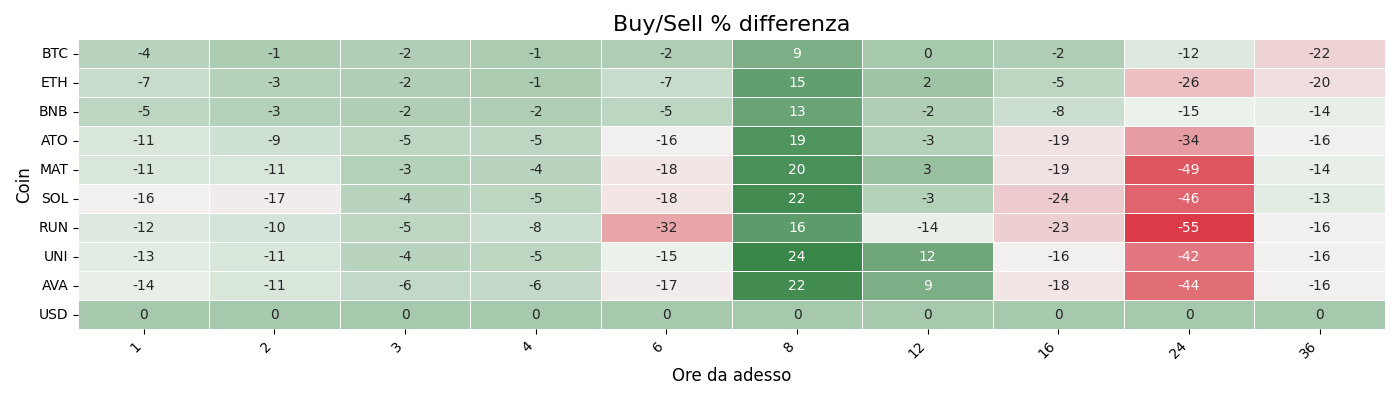 Buy/Sell % differenza
Coin
BTC -4 -1 -2 -1 -2 9 0 -2 -12 -22
ETH -7 -3 -2 -1 -7 15 2 -5 -26 -20
BNB -5 -3 -2 -2 -5 13 -2 -8 -15 -14
ATO -11 -9 -5 -5 -16 19 -3 -19 -34 -16
MAT -11 -11 -3 -4 -18 20 3 -19 -49 -14
SOL -16 -17 -4 -5 -18 22 -3 -24 -46 -13
RUN -12 -10 -5 -8 -32 16 -14 -23 -55 -16
UNI -13 -11 -4 -5 -15 24 12 -16 -42 -16
AVA -14 -11 -6 -6 -17 22 9 -18 -44 -16
USD 0 0 0 0 0 0 0 0 0 0
1 2 3 4 6 8 12 16 24 36
Ore da adesso